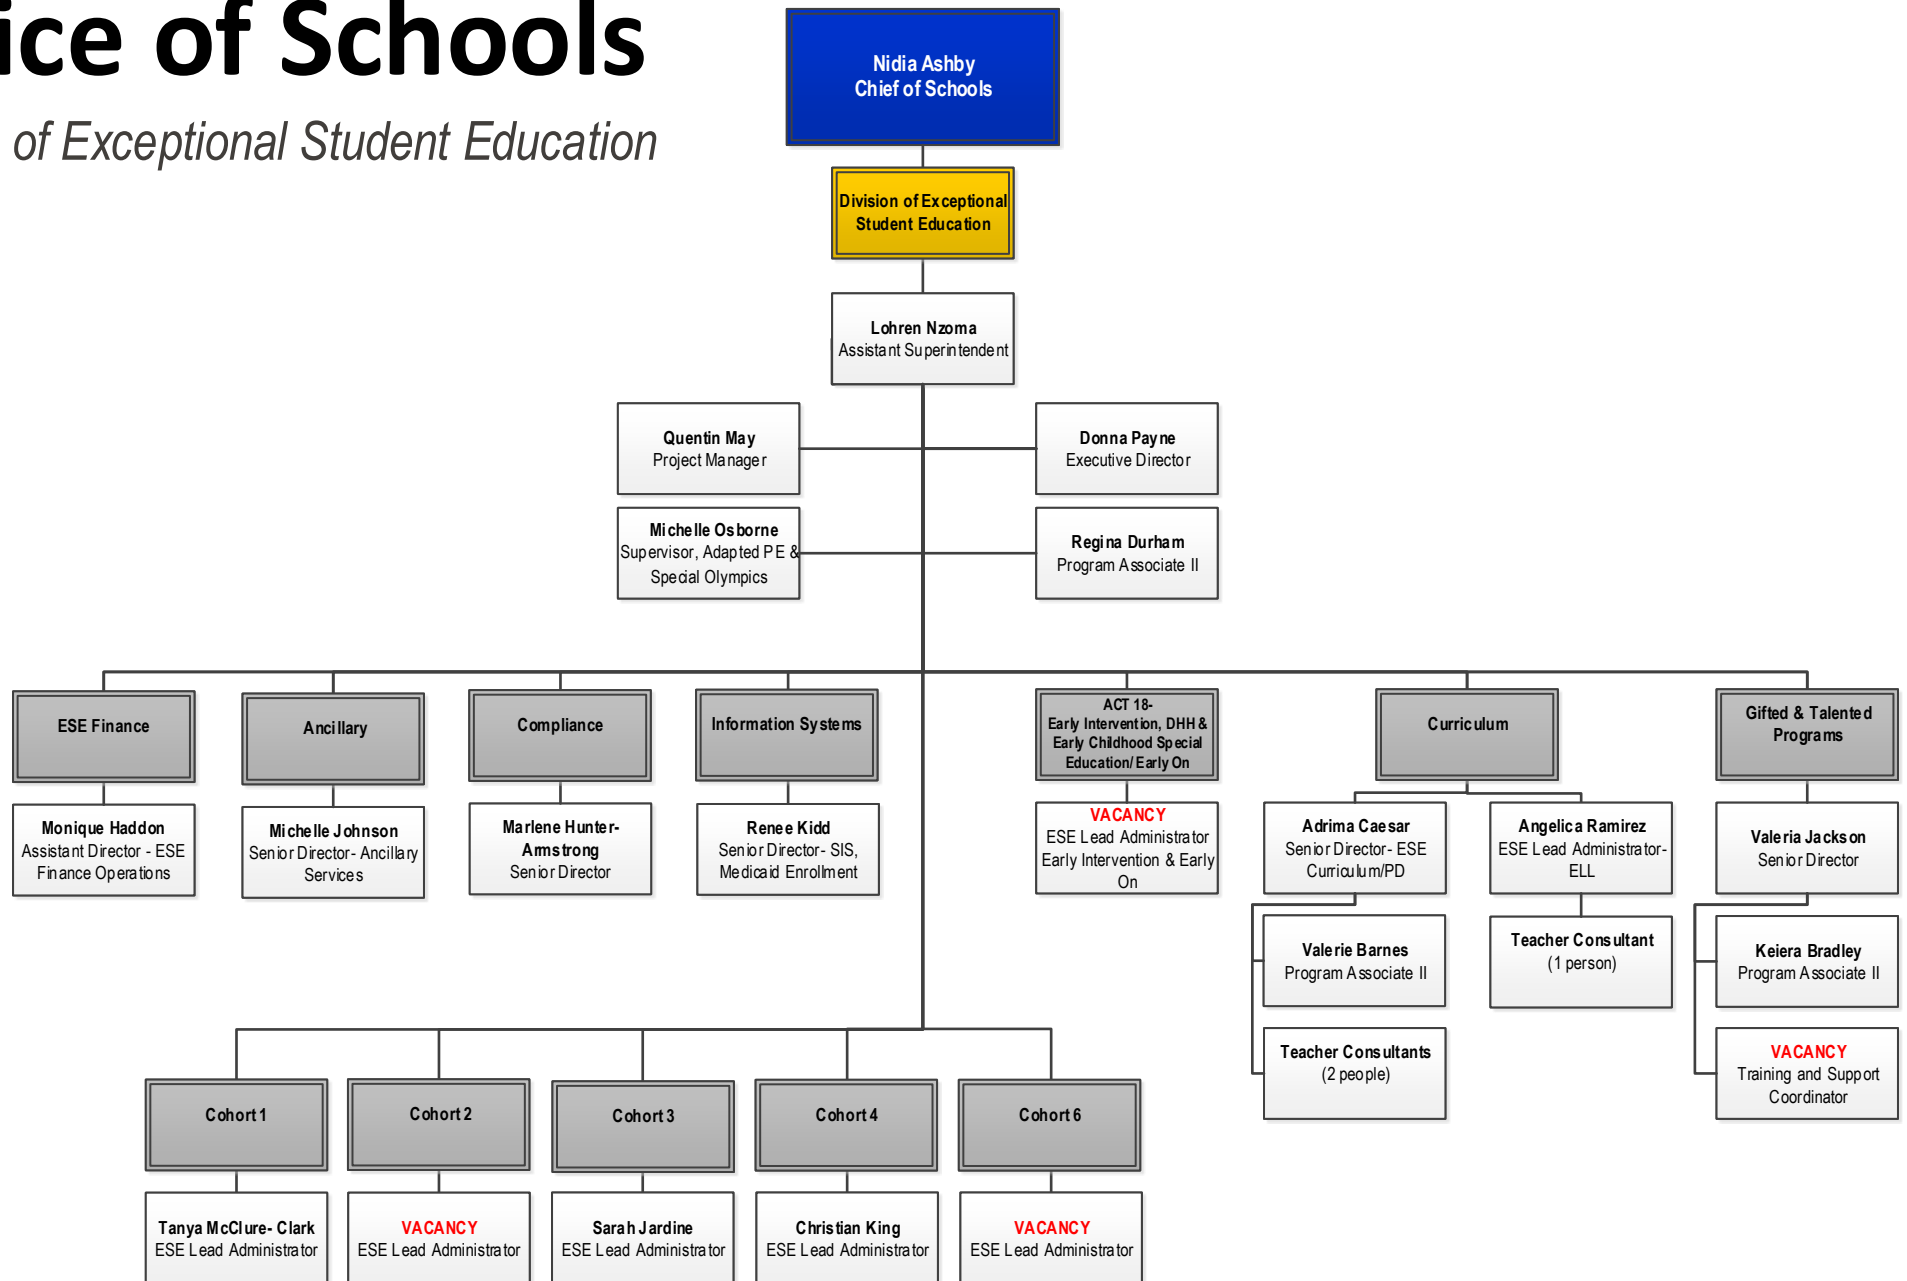 ice of Schools
of Exceptional Student Education
Nidia Ashby
Chief of Schools
Division of Exceptional
Student Education
Lohren Nzoma
Assistant Superintendent
Quentin May
Project Manager
Donna Payne
Executive Director
Michelle Osborne
Supervisor, Adapted PE &
Special Olympics
Regina Durham
Program Associate II
ESE Finance
Ancillary
Compliance
Information Systems
ACT 18-
Early Intervention, DHH &
Early Childhood Special
Education/ Early On
Curriculum
Gifted & Talented
Programs
Monique Haddon
Assistant Director - ESE
Finance Operations
Michelle Johnson
Senior Director- Ancillary
Services
Marlene Hunter-
Armstrong
Senior Director
Renee Kidd
Senior Director- SIS,
Medicaid Enrollment
VACANCY
ESE Lead Administrator
Early Intervention & Early
On
Adrima Caesar
Senior Director- ESE
Curriculum/PD
Angelica Ramirez
ESE Lead Administrator-
ELL
Valeria Jackson
Senior Director
Valerie Barnes
Program Associate II
Teacher Consultant
(1 person)
Keiera Bradley
Program Associate II
Teacher Consultants
(2 people)
VACANCY
Training and Support
Coordinator
Cohort 1
Cohort 2
Cohort 3
Cohort 4
Cohort 6
Tanya McClure- Clark
ESE Lead Administrator
VACANCY
ESE Lead Administrator
Sarah Jardine
ESE Lead Administrator
Christian King
ESE Lead Administrator
VACANCY
ESE Lead Administrator